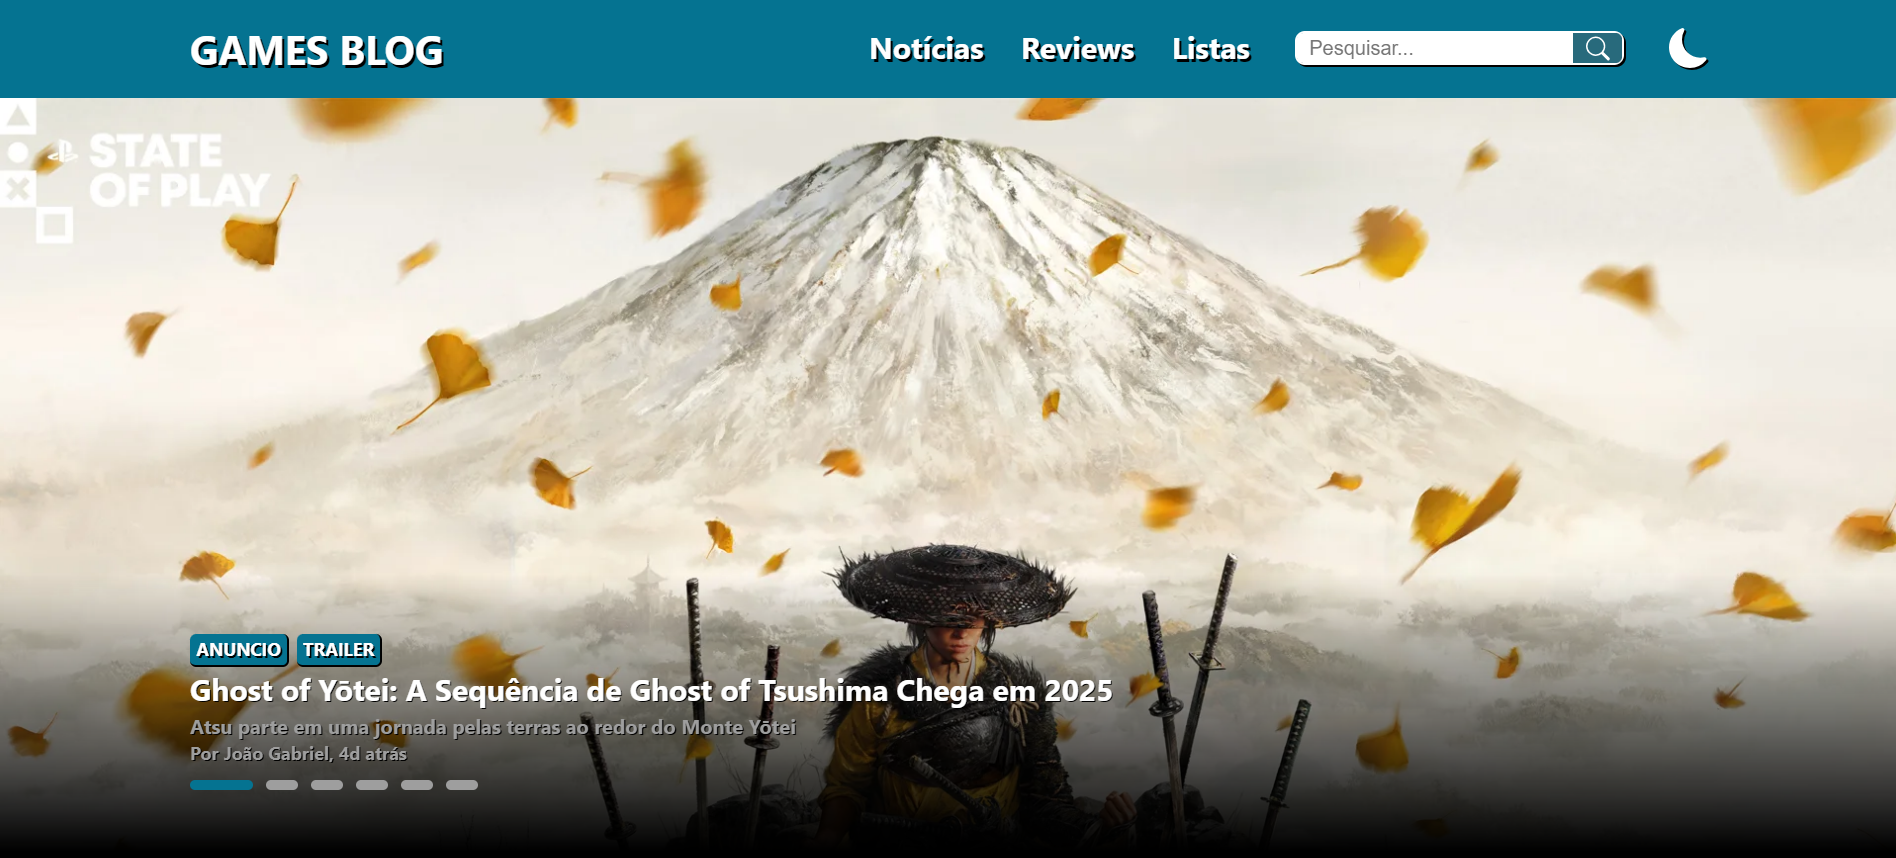 GAMES BLOG
Notícias Reviews Listas Pesquisar...
STATE
OF PLAY
ANUNCIO TRAILER
Ghost of Yōtei: A Sequência de Ghost of Tsushima Chega em 2025
Atsu parte em uma jornada pelas terras ao redor do Monte Yōtei
Por João Gabriel, 4d atrás